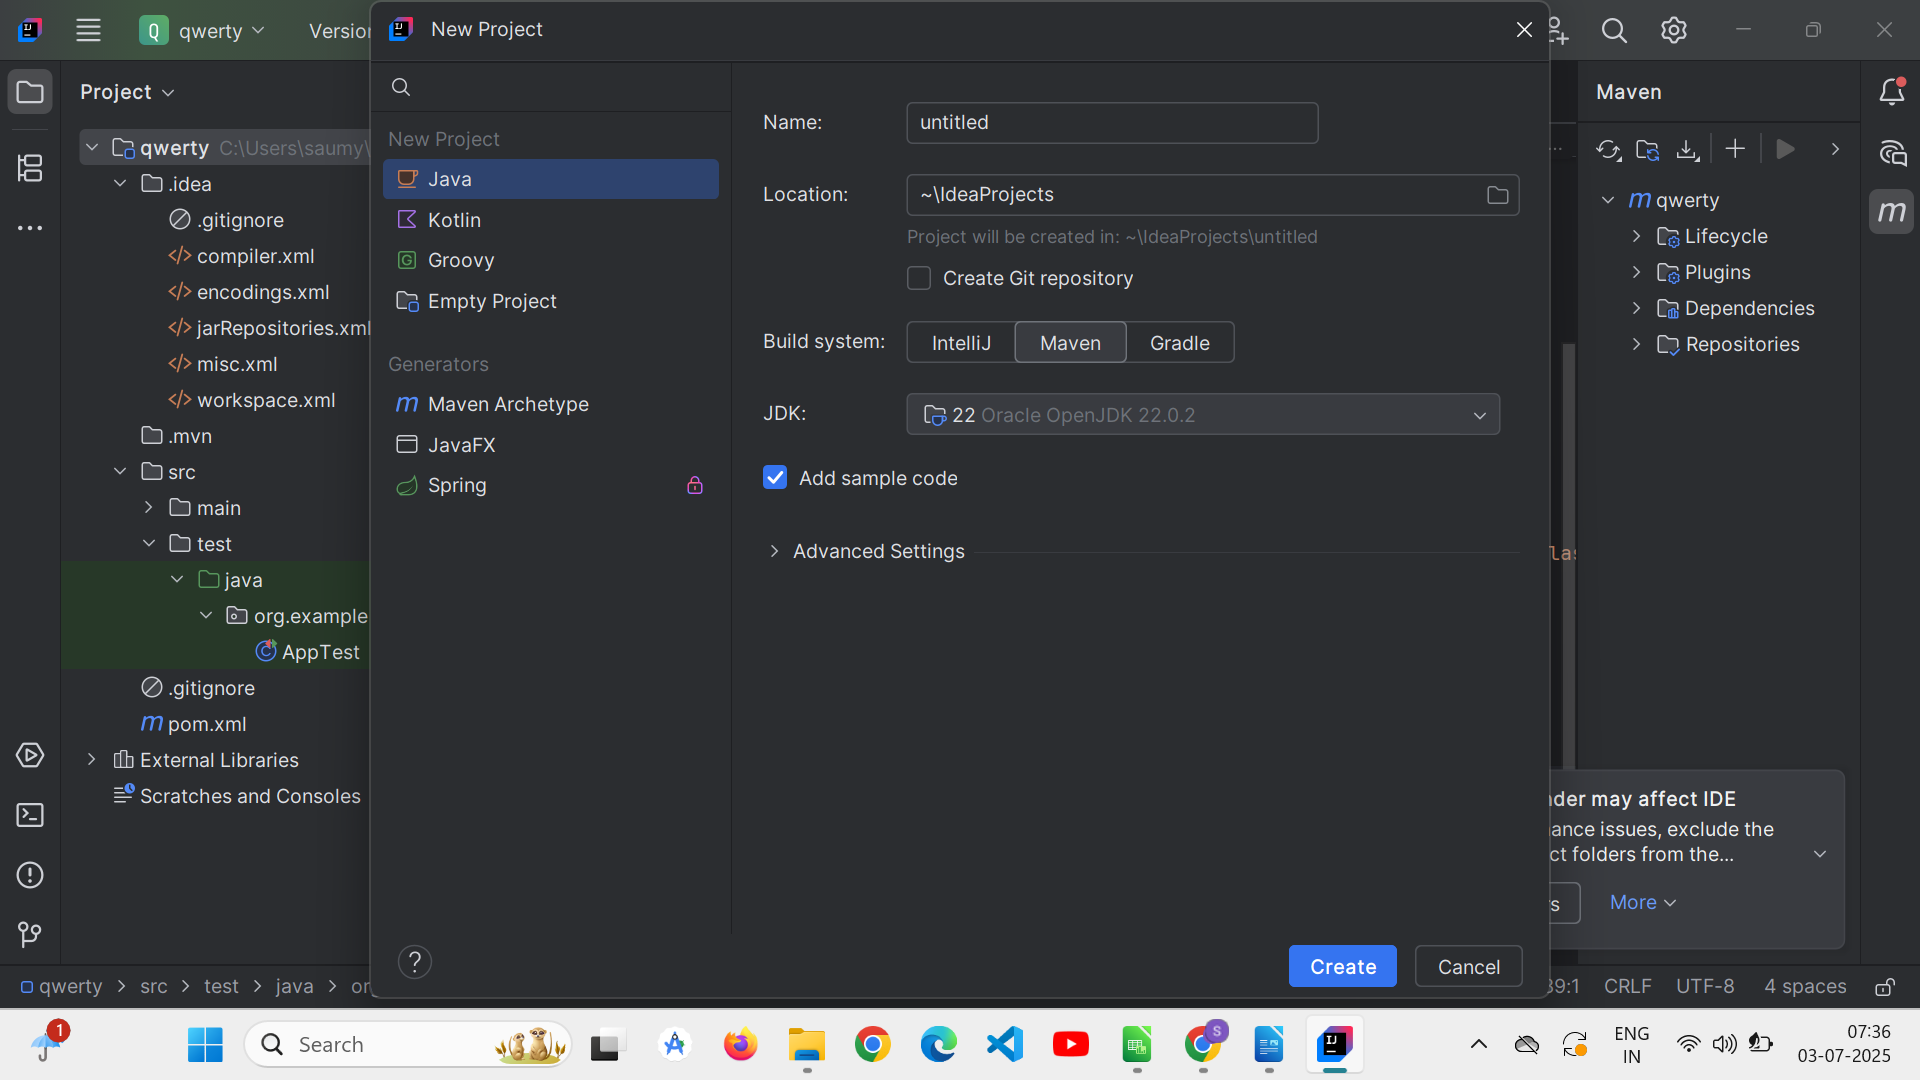 Q qwerty
Version
New Project
Project
qwerty C:\Users\saumy\
.idea
.gitignore
compiler.xml
encodings.xml
jarRepositories.xml
misc.xml
workspace.xml
.mvn
src
main
test
java
org.example
AppTest
.gitignore
pom.xml
External Libraries
Scratches and Consoles
New Project
Java
Kotlin
Groovy
Empty Project
Generators
Maven Archetype
JavaFX
Spring
Name: untitled
Location: ~\IdeaProjects
Project will be created in: ~\IdeaProjects\untitled
Create Git repository
Build system: IntelliJ Maven Gradle
JDK: 22 Oracle OpenJDK 22.0.2
Add sample code
Advanced Settings
? Create Cancel
Maven
m qwerty
Lifecycle
Plugins
Dependencies
Repositories
may affect IDE
issues, exclude the
folders from the...
More
qwerty > src > test > java >
39:1 CRLF UTF-8 4 spaces
1
Search
S
ENG
IN
07:36
03-07-2025